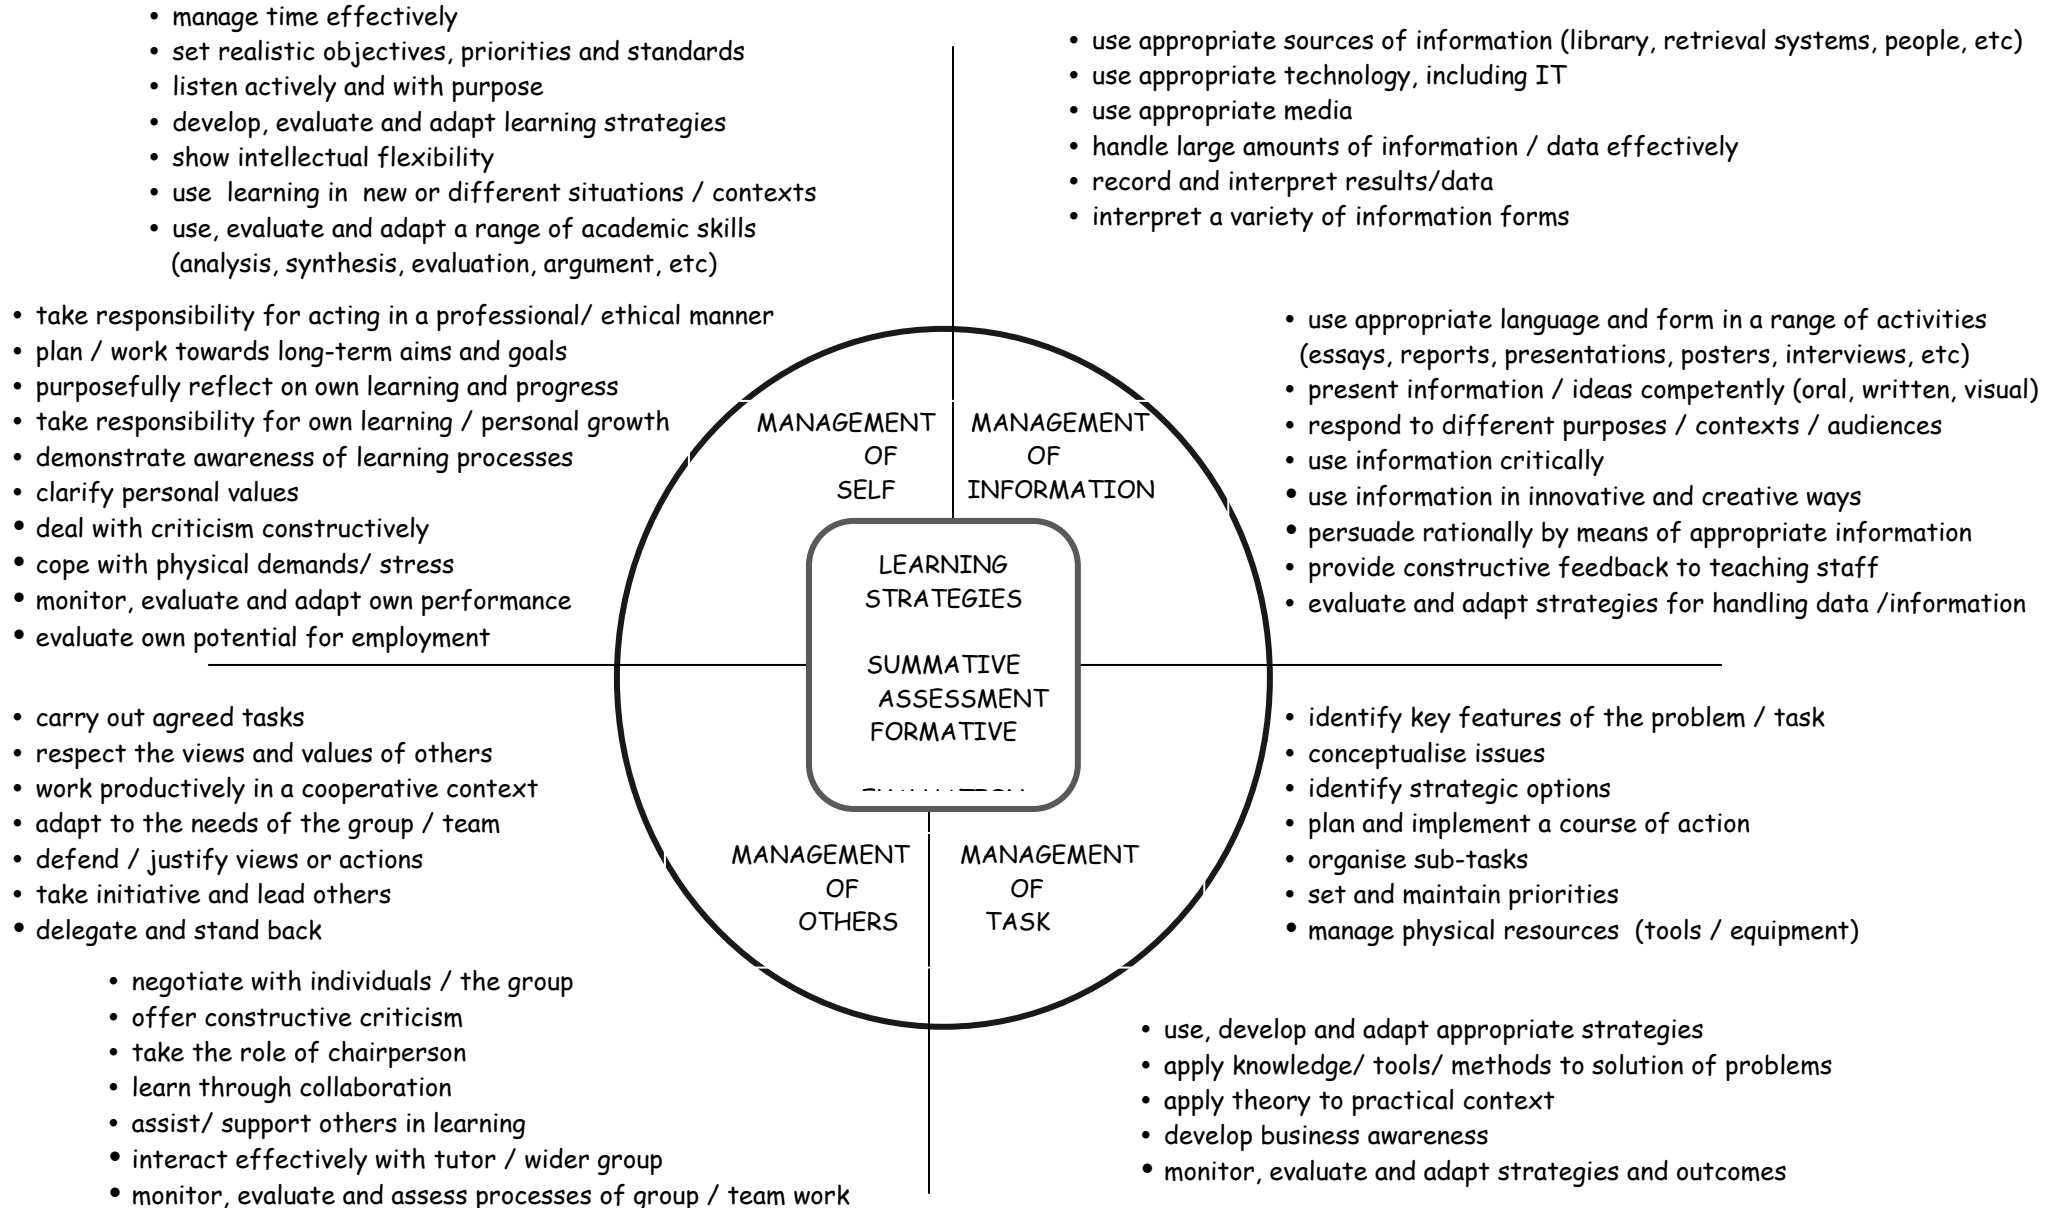 • manage time effectively
• set realistic objectives, priorities and standards
• listen actively and with purpose
• develop, evaluate and adapt learning strategies
• show intellectual flexibility
• use  learning in  new or different situations / contexts
• use, evaluate and adapt a range of academic skills
(analysis, synthesis, evaluation, argument, etc)
• take responsibility for acting in a professional/ ethical manner
• plan / work towards long-term aims and goals
• purposefully reflect on own learning and progress
• take responsibility for own learning / personal growth
• demonstrate awareness of learning processes
• clarify personal values
• deal with criticism constructively
• cope with physical demands/ stress
• monitor, evaluate and adapt own performance
• evaluate own potential for employment
• use appropriate sources of information (library, retrieval systems, people, etc)
• use appropriate technology, including IT
• use appropriate media
• handle large amounts of information / data effectively
• record and interpret results/data
• interpret a variety of information forms
• use appropriate language and form in a range of activities
(essays, reports, presentations, posters, interviews, etc)
• present information / ideas competently (oral, written, visual)
• respond to different purposes / contexts / audiences
• use information critically
• use information in innovative and creative ways
• persuade rationally by means of appropriate information
• provide constructive feedback to teaching staff
• evaluate and adapt strategies for handling data /information
MANAGEMENT
OF
SELF
MANAGEMENT
OF
INFORMATION
LEARNING
STRATEGIES
SUMMATIVE
ASSESSMENT
FORMATIVE
MANAGEMENT
OF
OTHERS
MANAGEMENT
OF
TASK
• carry out agreed tasks
• respect the views and values of others
• work productively in a cooperative context
• adapt to the needs of the group / team
• defend / justify views or actions
• take initiative and lead others
• delegate and stand back
• negotiate with individuals / the group
• offer constructive criticism
• take the role of chairperson
• learn through collaboration
• assist/ support others in learning
• interact effectively with tutor / wider group
• monitor, evaluate and assess processes of group / team work
• identify key features of the problem / task
• conceptualise issues
• identify strategic options
• plan and implement a course of action
• organise sub-tasks
• set and maintain priorities
• manage physical resources  (tools / equipment)
• use, develop and adapt appropriate strategies
• apply knowledge/ tools/ methods to solution of problems
• apply theory to practical context
• develop business awareness
• monitor, evaluate and adapt strategies and outcomes